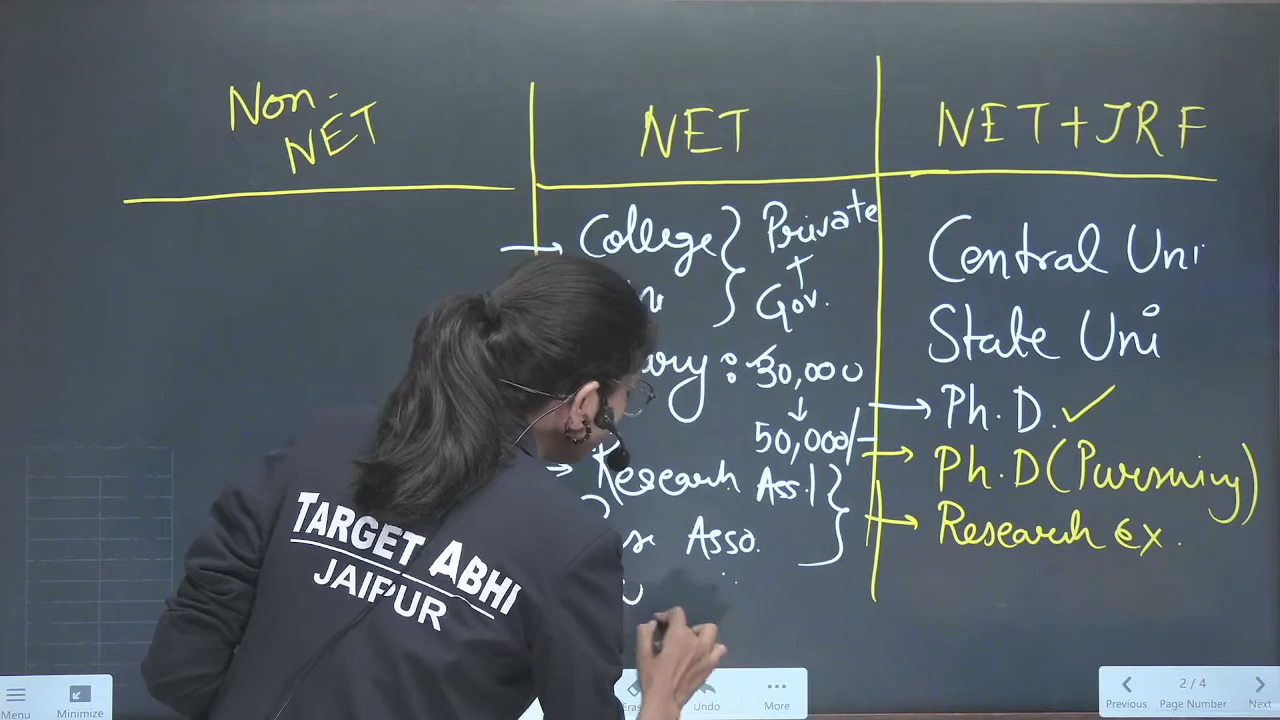 Non-
NET
NET
NET+JRF
College } Private
+
Gov.
: 30,000
↓
50,000/-
→ Research Ass.
Asso.
Central Uni
State Uni
→ Ph.D. ✓
→ Ph.D (Pursuing)
→ Research Ex.
TARGET ABHI
JAIPUR
Menu
Minimize
Undo
More
Previous
2 / 4
Page Number
Next